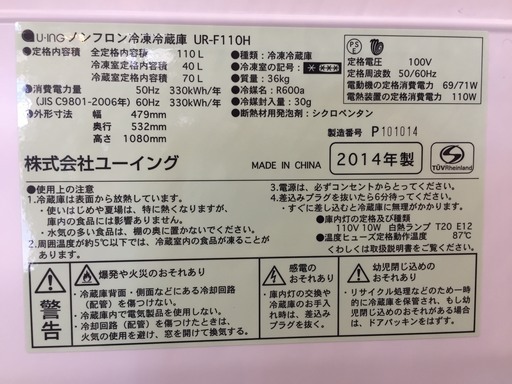 U-ING ノンフロン冷凍冷蔵庫 UR-F110H
●定格内容積 全定格内容積 110L
冷凍室定格内容積 40L
冷蔵室定格内容積 70L
●消費電力量 50Hz 330kWh/年
(JIS C9801-2006年) 60Hz 330kWh/年
●外形寸法 幅 479mm
奥行 532mm
高さ 1080mm
●種類：冷凍冷蔵庫
●冷凍室の記号：
●質量：36kg
●冷媒名：R600a
●冷媒封入量：30g
●断熱材用発泡剤：シクロペンタン
PS
E
定格電圧 100V
定格周波数 50/60Hz
電動機の定格消費電力 69/71W
電熱装置の定格消費電力 110W
製造番号 P101014
株式会社ユーイング
MADE IN CHINA
2014年製
TÜVRheinland
●使用上の注意
1.冷蔵庫は表面から放熱しています。
・使いはじめや夏場は、特に熱くなりますが、
庫内の食品には影響ありません。
・水気の多い食品は、棚の奥に置かないでください。
2.周囲温度が約5℃以下では、冷蔵室内の食品が凍ることが
あります。
3.電源は、必ずコンセントからとってください。
4.差込みプラグを抜いたら6分待ってください。
・すぐに差し込むと庫内に無理がかかります。
●庫内灯の定格及び種類
110V 10W 白熱ランプ T20 E12
●温度ヒューズ定格動作温度 87℃
くわしくは取扱説明書をご覧ください
警告
爆発や火災のおそれあり
・冷蔵庫背面・側面などにある冷却回路
（配管）を傷つけない。
・冷蔵庫内で電気製品を使用しない。
・冷却回路（配管）を傷つけたときは、
火気の使用を避け、窓を開けて換気する。
感電の
おそれあり
・庫内灯の交換や
冷蔵庫のお手
入れ時は、差込み
プラグを抜く。
幼児閉じ込めの
おそれあり
・リサイクル処理などのため一時
的に保管されるとき、もし幼
児が閉じ込められるおそれが
あれば、ドアパッキンをはずす。